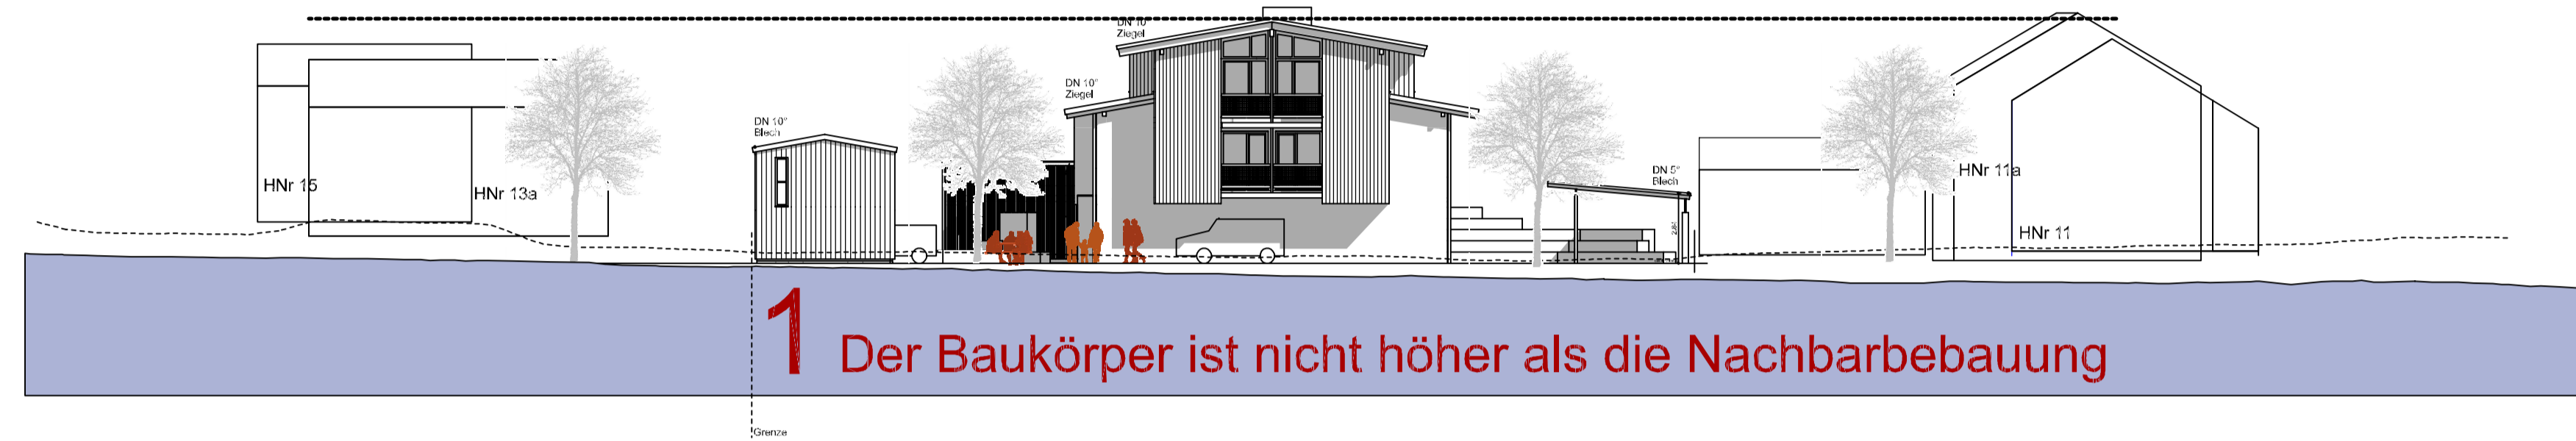 DN 10°
Ziegel
DN 10°
Ziegel
DN 10°
Blech
DN 5°
Blech
HNr 15
HNr 13a
HNr 11a
HNr 11
1 Der Baukörper ist nicht höher als die Nachbarbebauung
Grenze